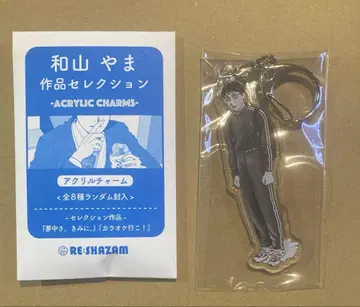 和山 やま
作品セレクション
-ACRYLIC CHARMS-
アクリルチャーム
<全8種ランダム封入>
-セレクション作品-
「夢中さ、きみに。」「カラオケ行こ!」
RE:SHAZAM